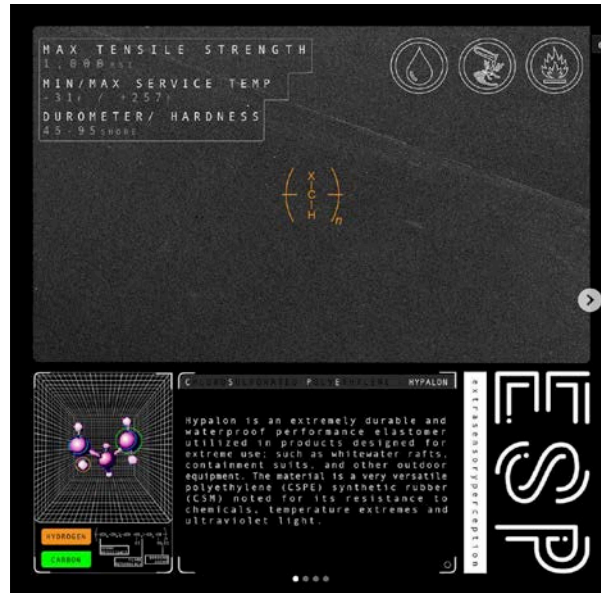 MAX TENSILE STRENGTH
1,000 PSI
MIN/MAX SERVICE TEMP
-31F / +257F
DUROMETER/ HARDNESS
45-95 SHORE
X
C
H
n
CHLOROSULFONATED POLYETHYLENE HYPALON
Hypalon is an extremely durable and
waterproof performance elastomer
utilized in products designed for
extreme use; such as whitewater rafts,
containment suits, and other outdoor
equipment. The material is a very versatile
polyethylene (CSPE) synthetic rubber
(CSM) noted for its resistance to
chemicals, temperature extremes and
ultraviolet light.
HYDROGEN
CARBON
extrasensoryperception
ESP